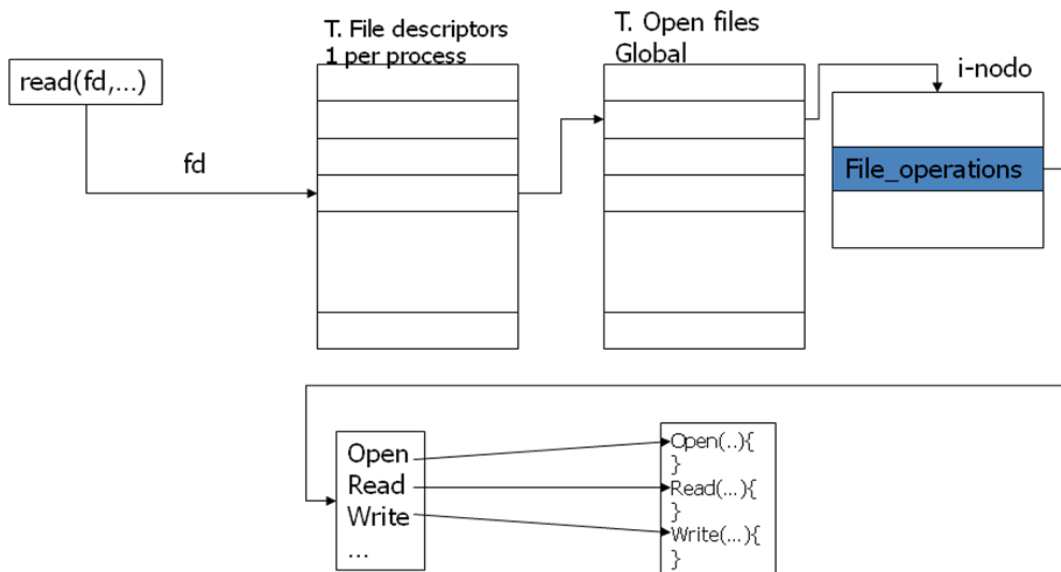 T. File descriptors
1 per process
T. Open files
Global
i-nodo
read(fd,...)
fd
File_operations
Open
Read
Write
...
Open(..){
}
Read(...){
}
Write(...){
}